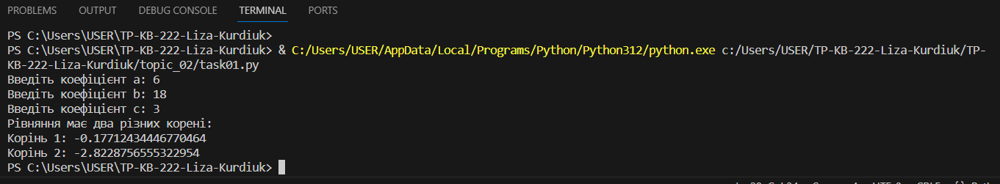 PROBLEMS OUTPUT DEBUG CONSOLE TERMINAL PORTS
PS C:\Users\USER\TP-KB-222-Liza-Kurdiuk>
PS C:\Users\USER\TP-KB-222-Liza-Kurdiuk> & C:/Users/USER/AppData/Local/Programs/Python/Python312/python.exe c:/Users/USER/TP-KB-222-Liza-Kurdiuk/TP-
KB-222-Liza-Kurdiuk/topic_02/task01.py
Введіть коефіцієнт a: 6
Введіть коефіцієнт b: 18
Введіть коефіцієнт c: 3
Рівняння має два різних корені:
Корінь 1: -0.17712434446770464
Корінь 2: -2.8228756555322954
PS C:\Users\USER\TP-KB-222-Liza-Kurdiuk>